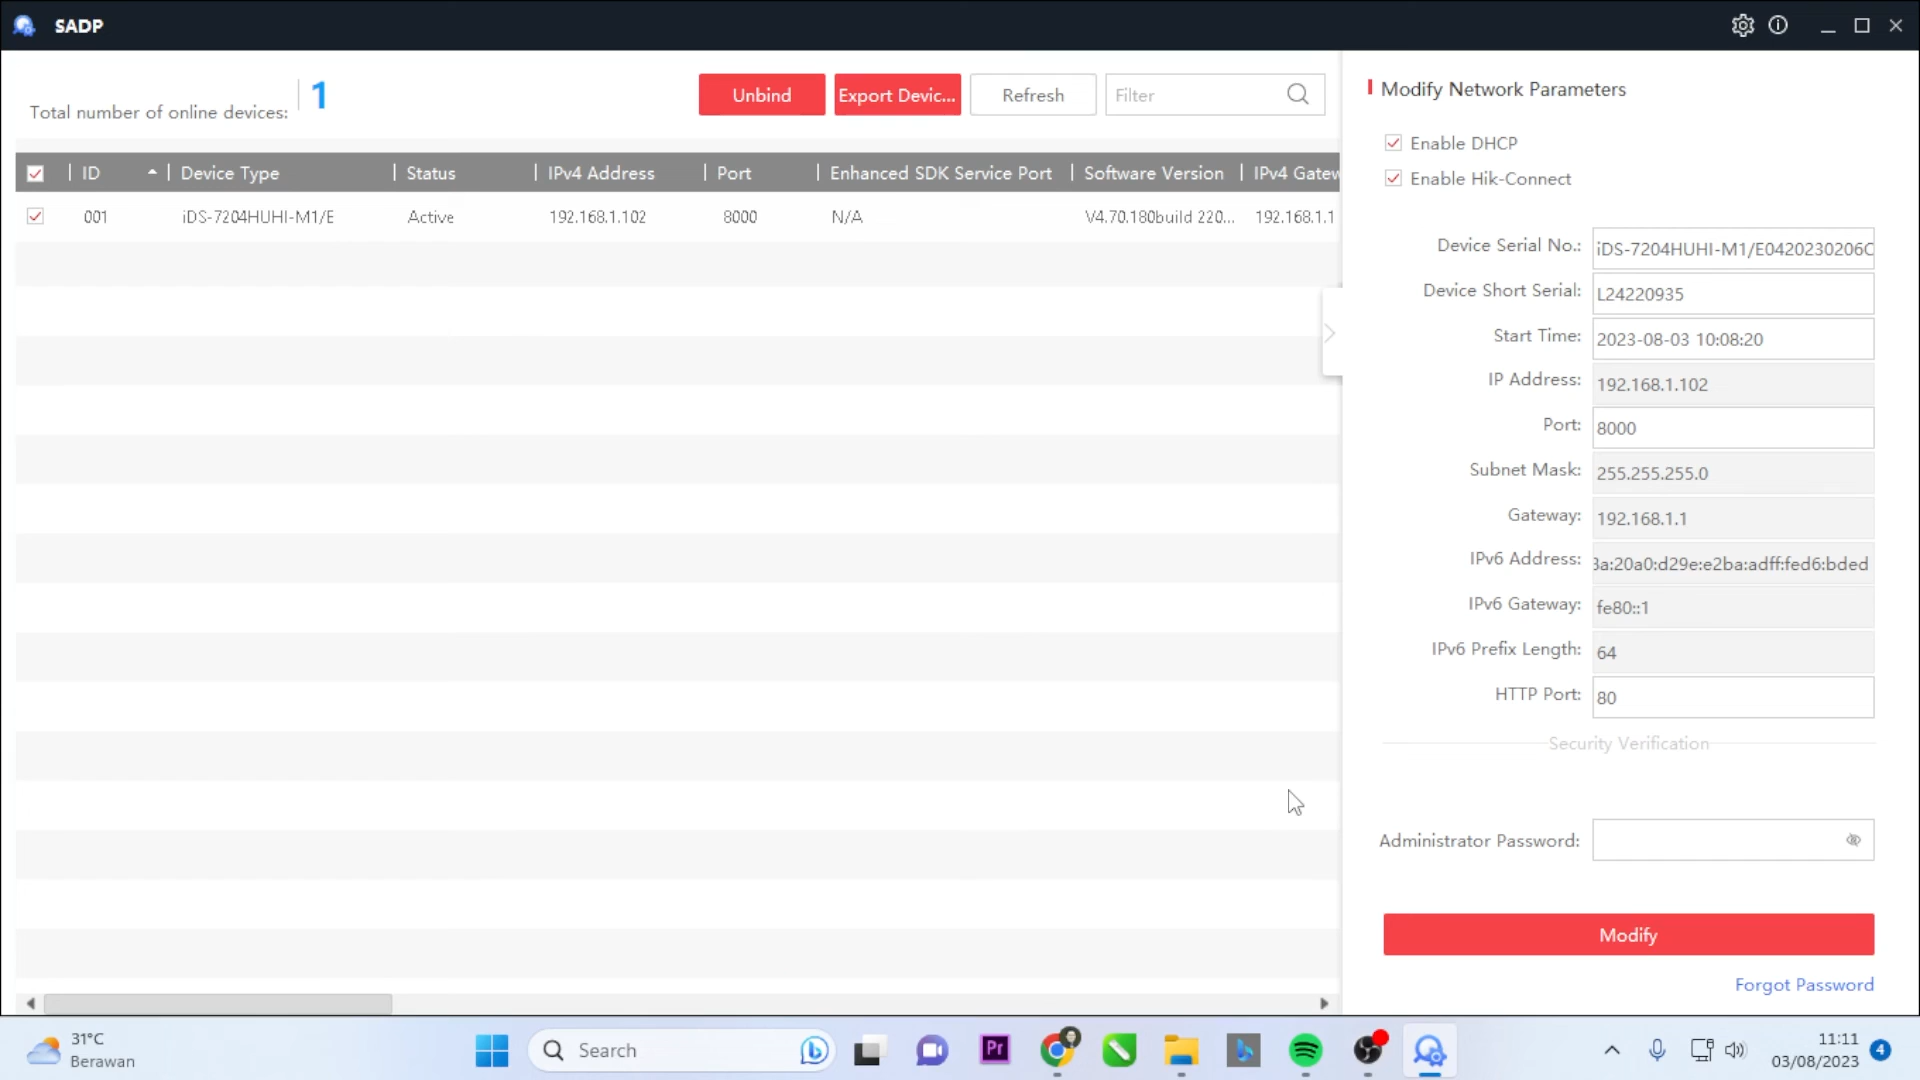 SADP
Total number of online devices: 1
Unbind
Export Devic...
Refresh
Filter
ID
Device Type
Status
IPv4 Address
Port
Enhanced SDK Service Port
Software Version
IPv4 Gatew
001
iDS-7204HUHI-M1/E
Active
192.168.1.102
8000
N/A
V4.70.180build 220...
192.168.1.1
Modify Network Parameters
Enable DHCP
Enable Hik-Connect
Device Serial No.: iDS-7204HUHI-M1/E0420230206C
Device Short Serial: L24220935
Start Time: 2023-08-03 10:08:20
IP Address: 192.168.1.102
Port: 8000
Subnet Mask: 255.255.255.0
Gateway: 192.168.1.1
IPv6 Address: 3a:20a0:d29e:e2ba:adff:fed6:bded
IPv6 Gateway: fe80::1
IPv6 Prefix Length: 64
HTTP Port: 80
Security Verification
Administrator Password:
Modify
Forgot Password
31°C
Berawan
Search
Pr
11:11
03/08/2023
4